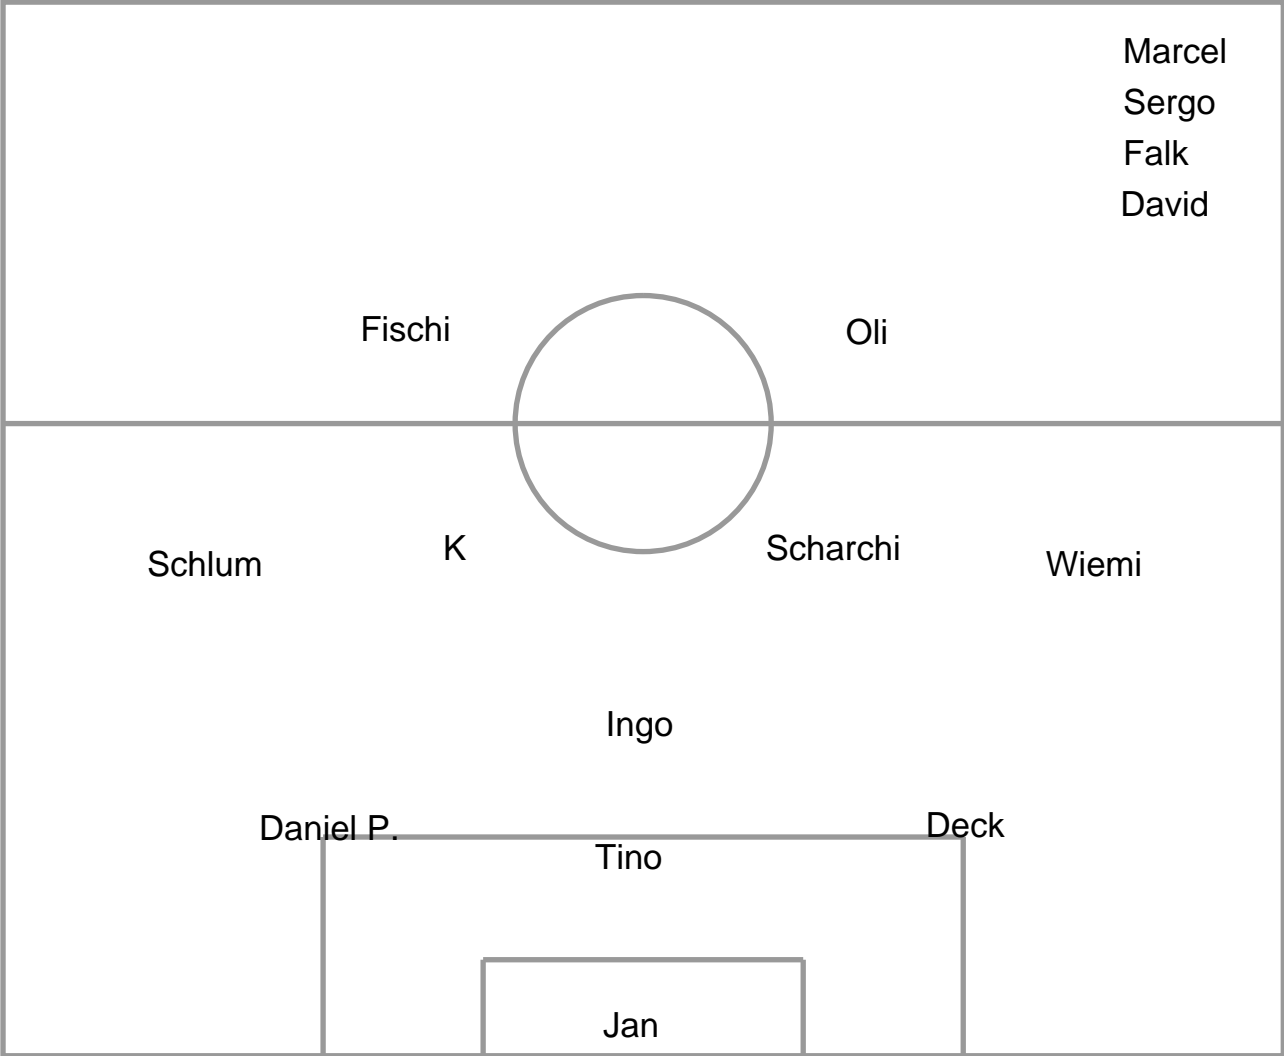 Marcel
Sergo
Falk
David
Fischi
Oli
Schlum
K
Scharchi
Wiemi
Ingo
Daniel P.
Deck
Tino
Jan